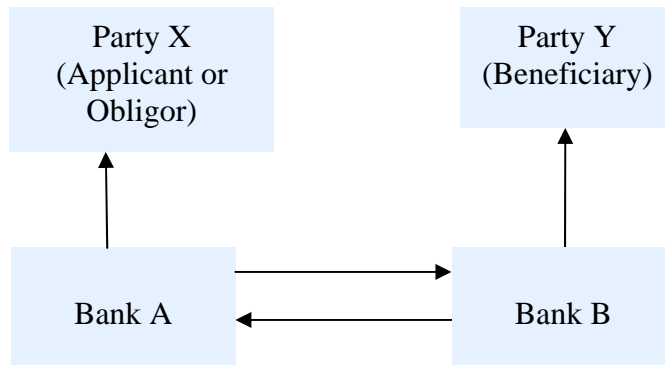 Party X
(Applicant or
Obligor)
Party Y
(Beneficiary)
Bank A
Bank B